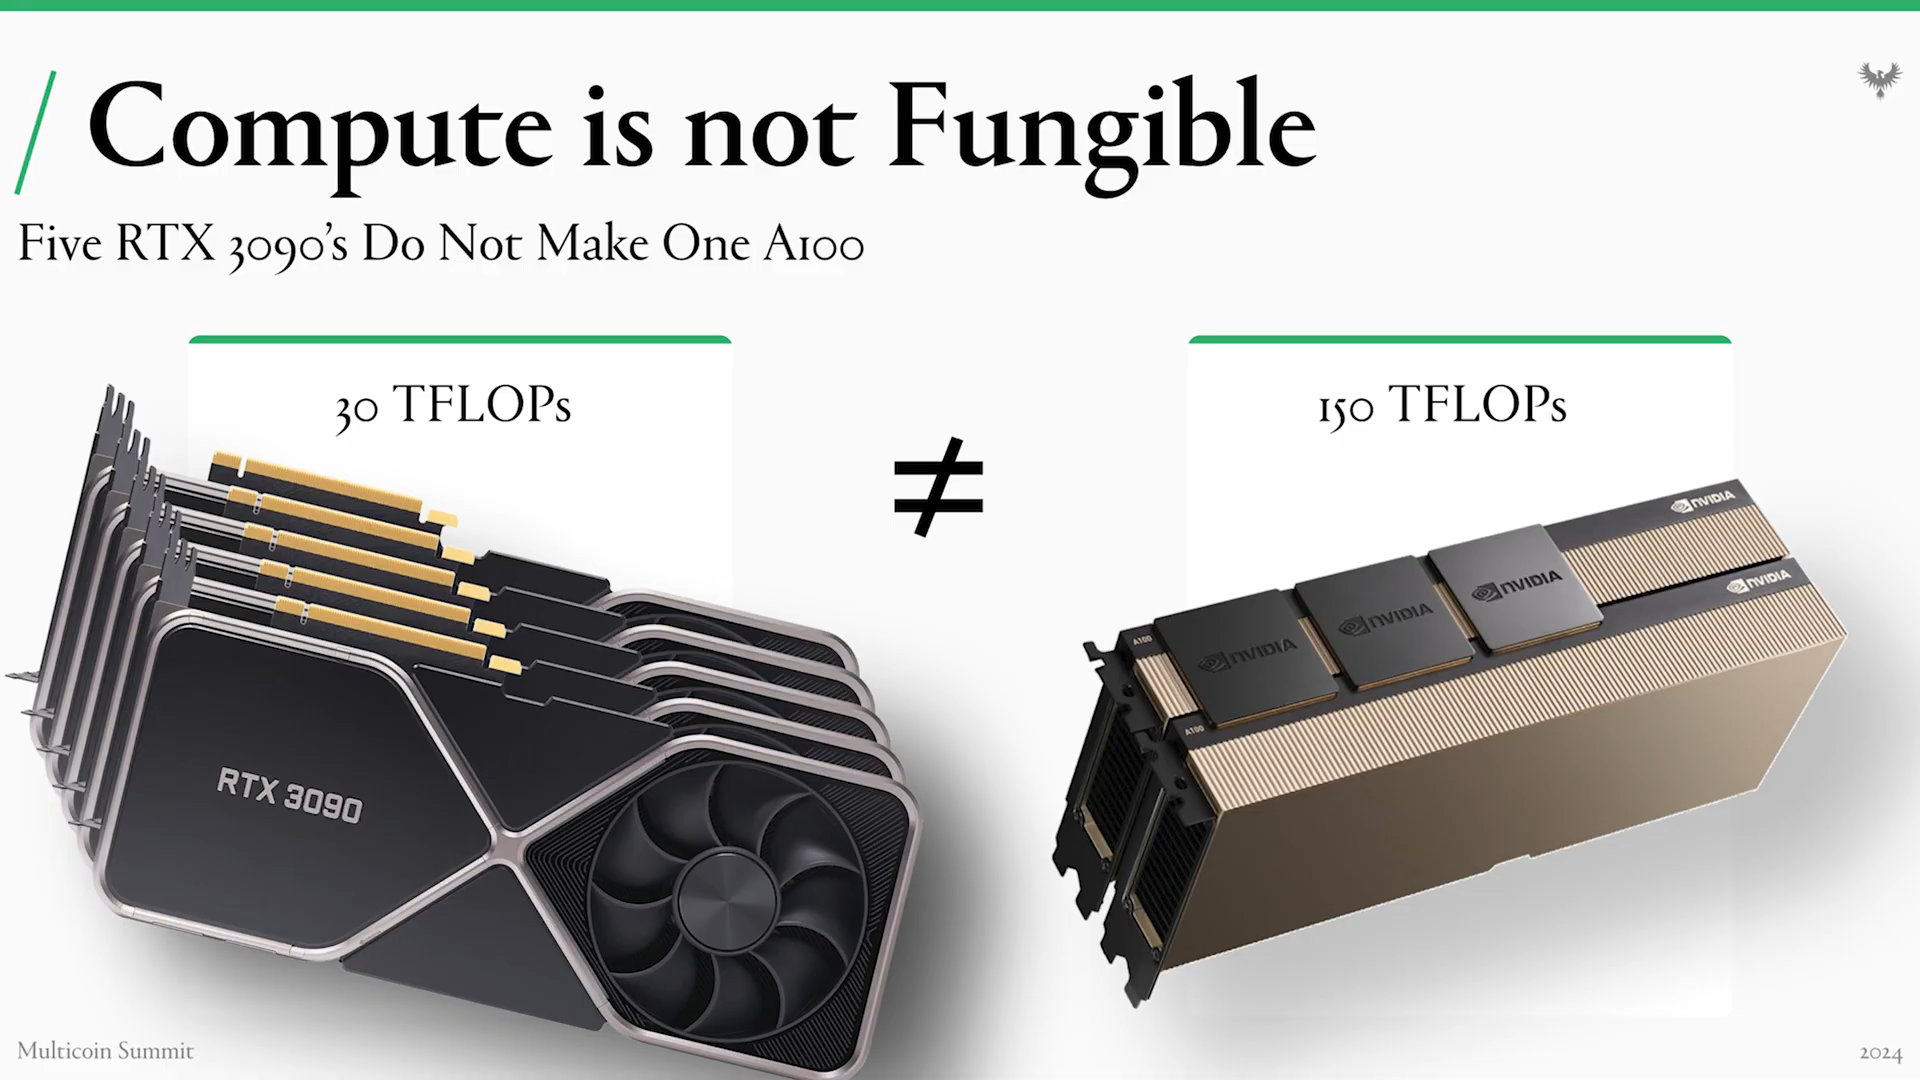 Compute is not Fungible
Five RTX 3090's Do Not Make One A100
30 TFLOPs
150 TFLOPs
NVIDIA
NVIDIA
NVIDIA
NVIDIA
NVIDIA
A100
A100
RTX 3090
Multicoin Summit
2024